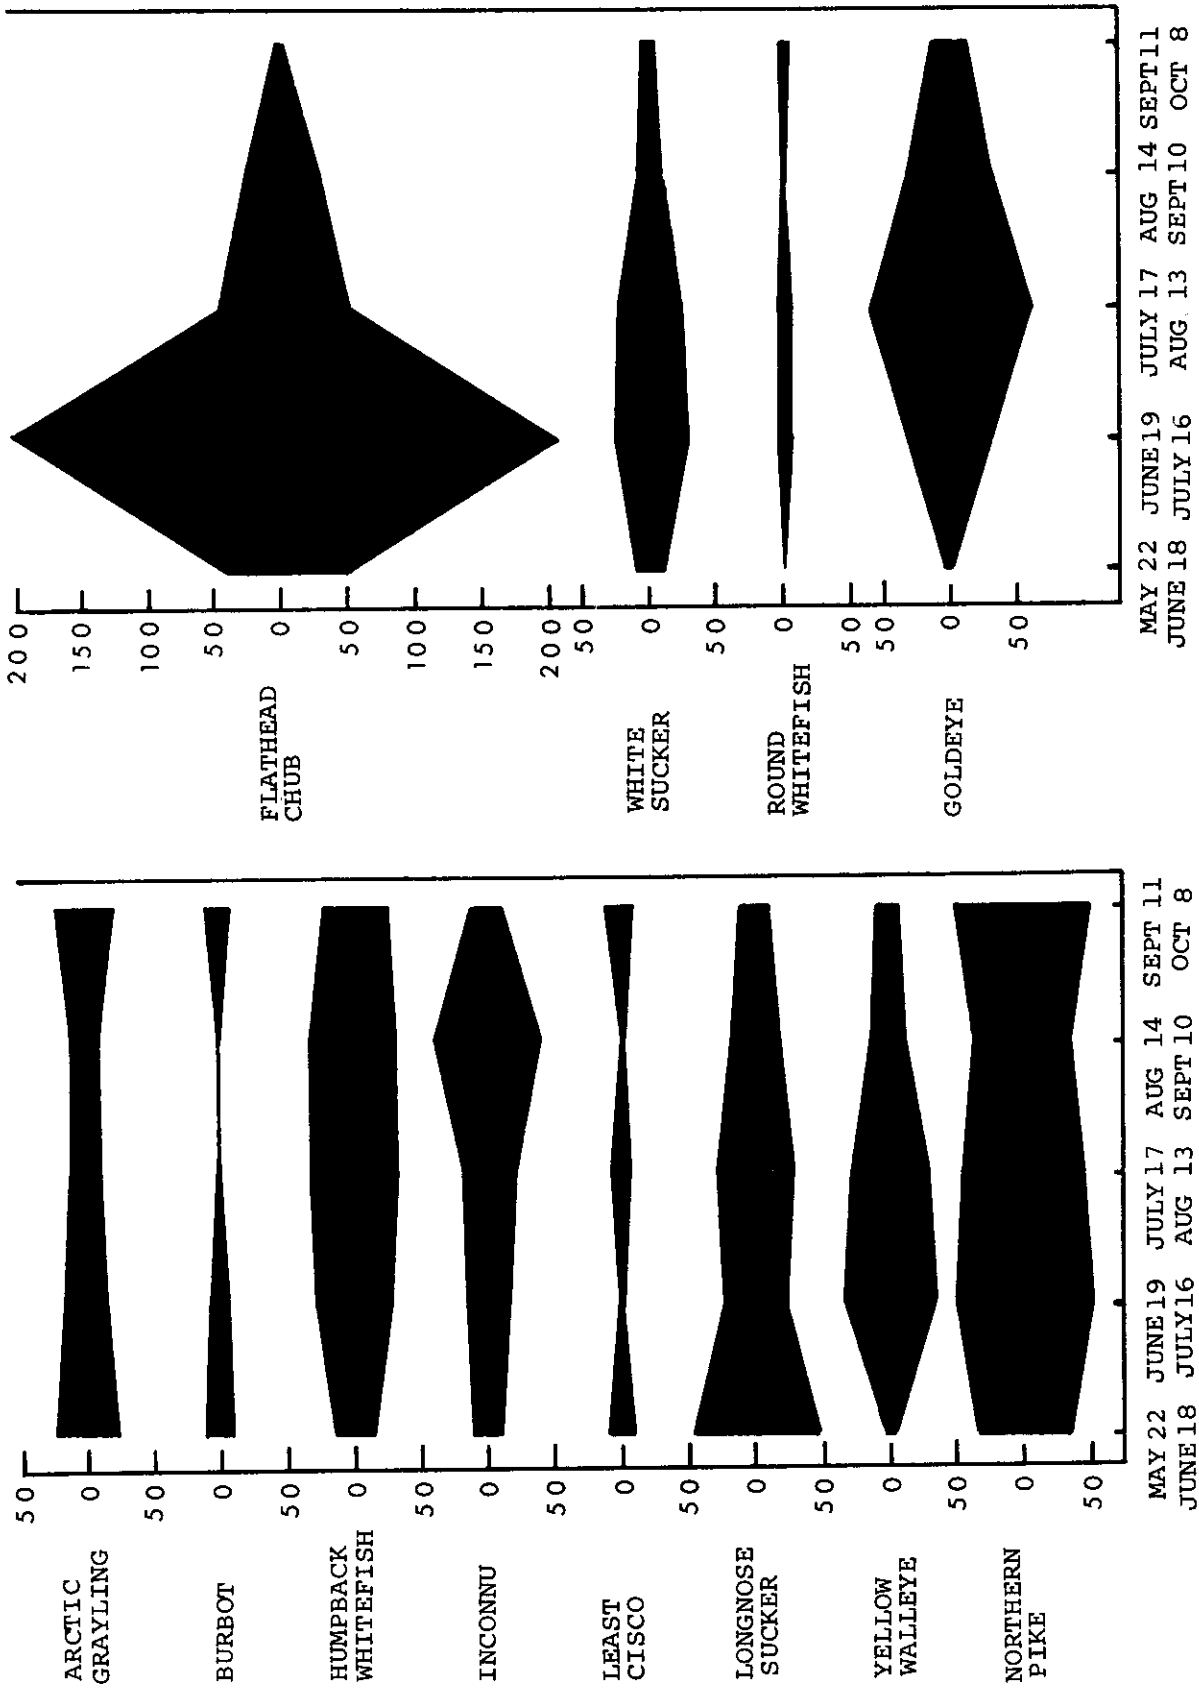 50
0
50
0
50
0
50
0
50
0
50
0
50
0
50
0
50
ARCTIC
GRAYLING
BURBOT
HUMPBACK
WHITEFISH
INCONNU
LEAST
CISCO
LONGNOSE
SUCKER
YELLOW
WALLEYE
NORTHERN
PIKE
MAY 22 JUNE 19 JULY 17 AUG 14 SEPT 11
JUNE 18 JULY 16 AUG 13 SEPT 10 OCT 8
200
150
100
50
0
50
100
150
200
50
0
50
0
50
50
0
50
FLATHEAD
CHUB
WHITE
SUCKER
ROUND
WHITEFISH
GOLDEYE
MAY 22 JUNE 19 JULY 17 AUG 14 SEPT 11
JUNE 18 JULY 16 AUG. 13 SEPT 10 OCT 8